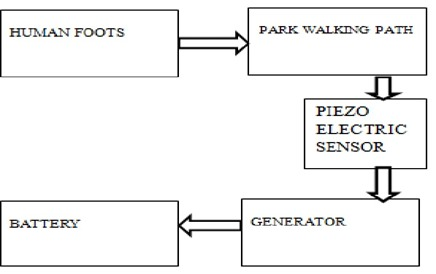 HUMAN FOOTS
PARK WALKING PATH
PIEZO
ELECTRIC
SENSOR
GENERATOR
BATTERY